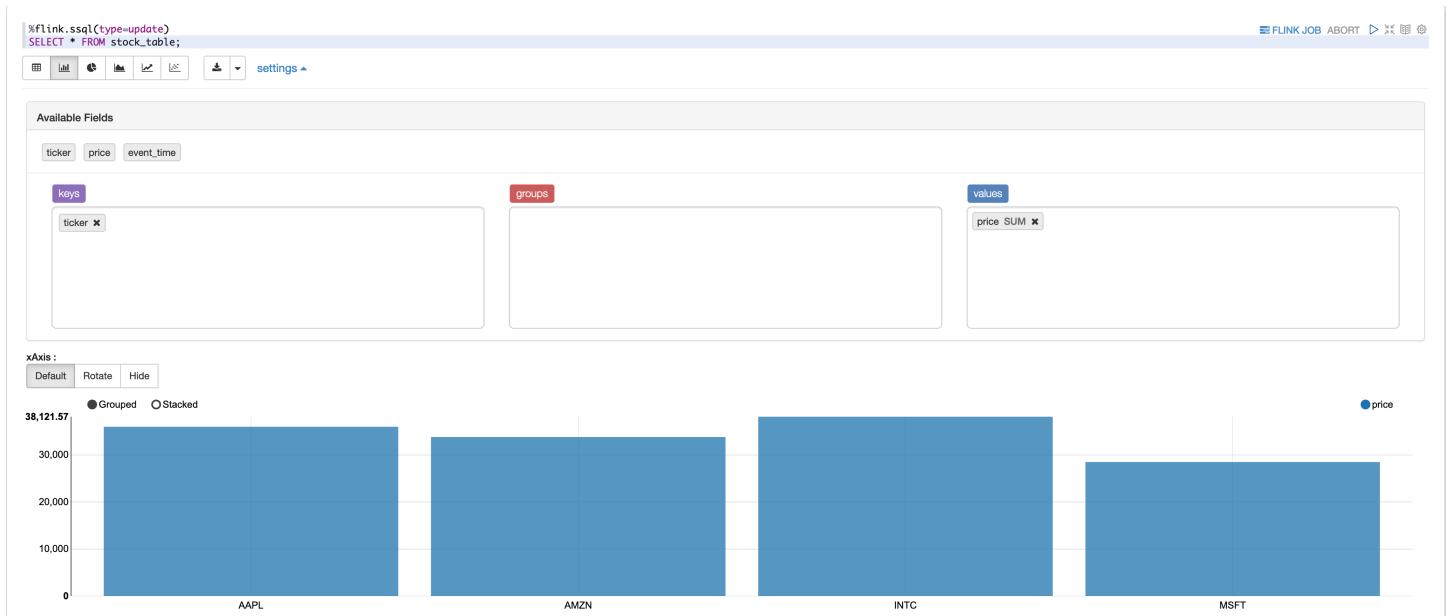 %flink.ssql(type=update)
FLINK JOB ABORT
SELECT * FROM stock_table;
settings
Available Fields
ticker price event_time
keys groups values
ticker ✖ price SUM ✖
xAxis :
Default Rotate Hide
Grouped Stacked price
38,121.57
30,000
20,000
10,000
0
AAPL AMZN INTC MSFT